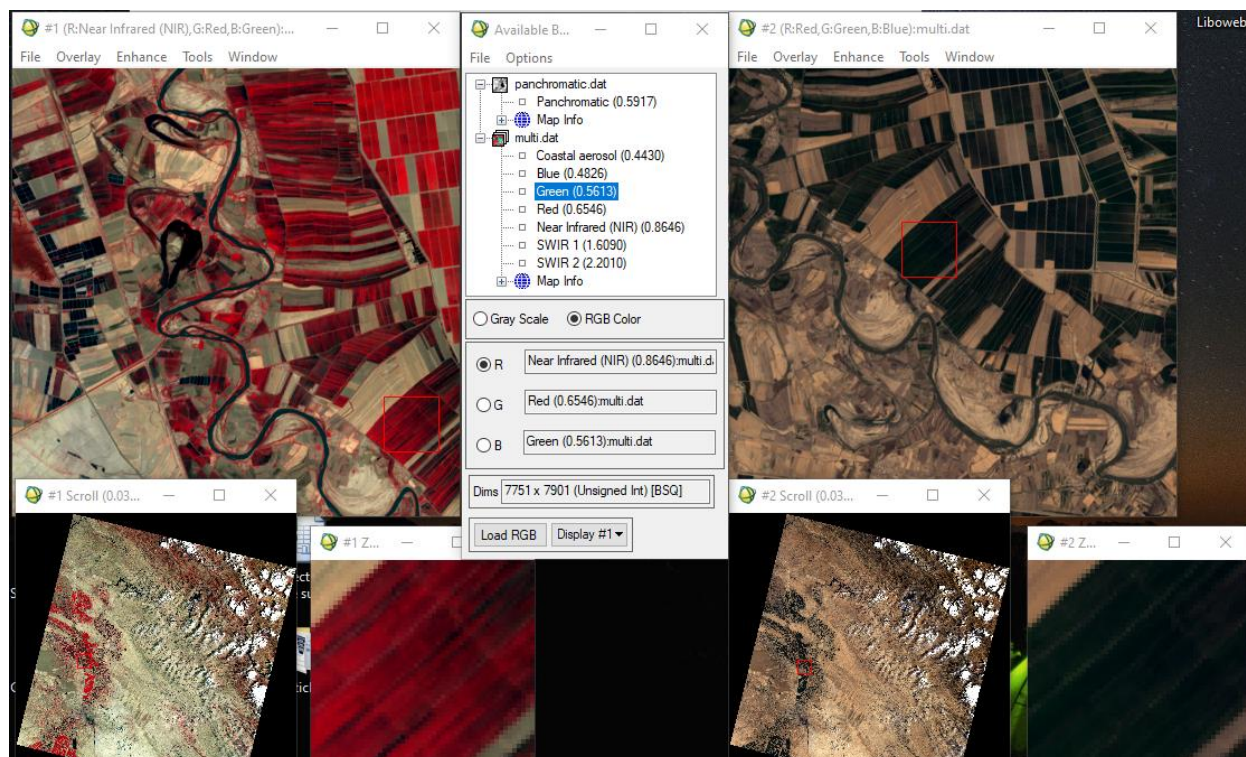 #1 (R:Near Infrared (NIR),G:Red,B:Green):...
File Overlay Enhance Tools Window
Available B...
File Options
panchromatic.dat
Panchromatic (0.5917)
Map Info
multi.dat
Coastal aerosol (0.4430)
Blue (0.4826)
Green (0.5613)
Red (0.6546)
Near Infrared (NIR) (0.8646)
SWIR 1 (1.6090)
SWIR 2 (2.2010)
Map Info
Gray Scale RGB Color
R Near Infrared (NIR) (0.8646):multi.d
G Red (0.6546):multi.dat
B Green (0.5613):multi.dat
Dims 7751 x 7901 (Unsigned Int) [BSQ]
Load RGB Display #1
#2 (R:Red,G:Green,B:Blue):multi.dat
File Overlay Enhance Tools Window
Liboweb
#1 Scroll (0.03...
#1 Z...
#2 Scroll (0.03...
#2 Z...